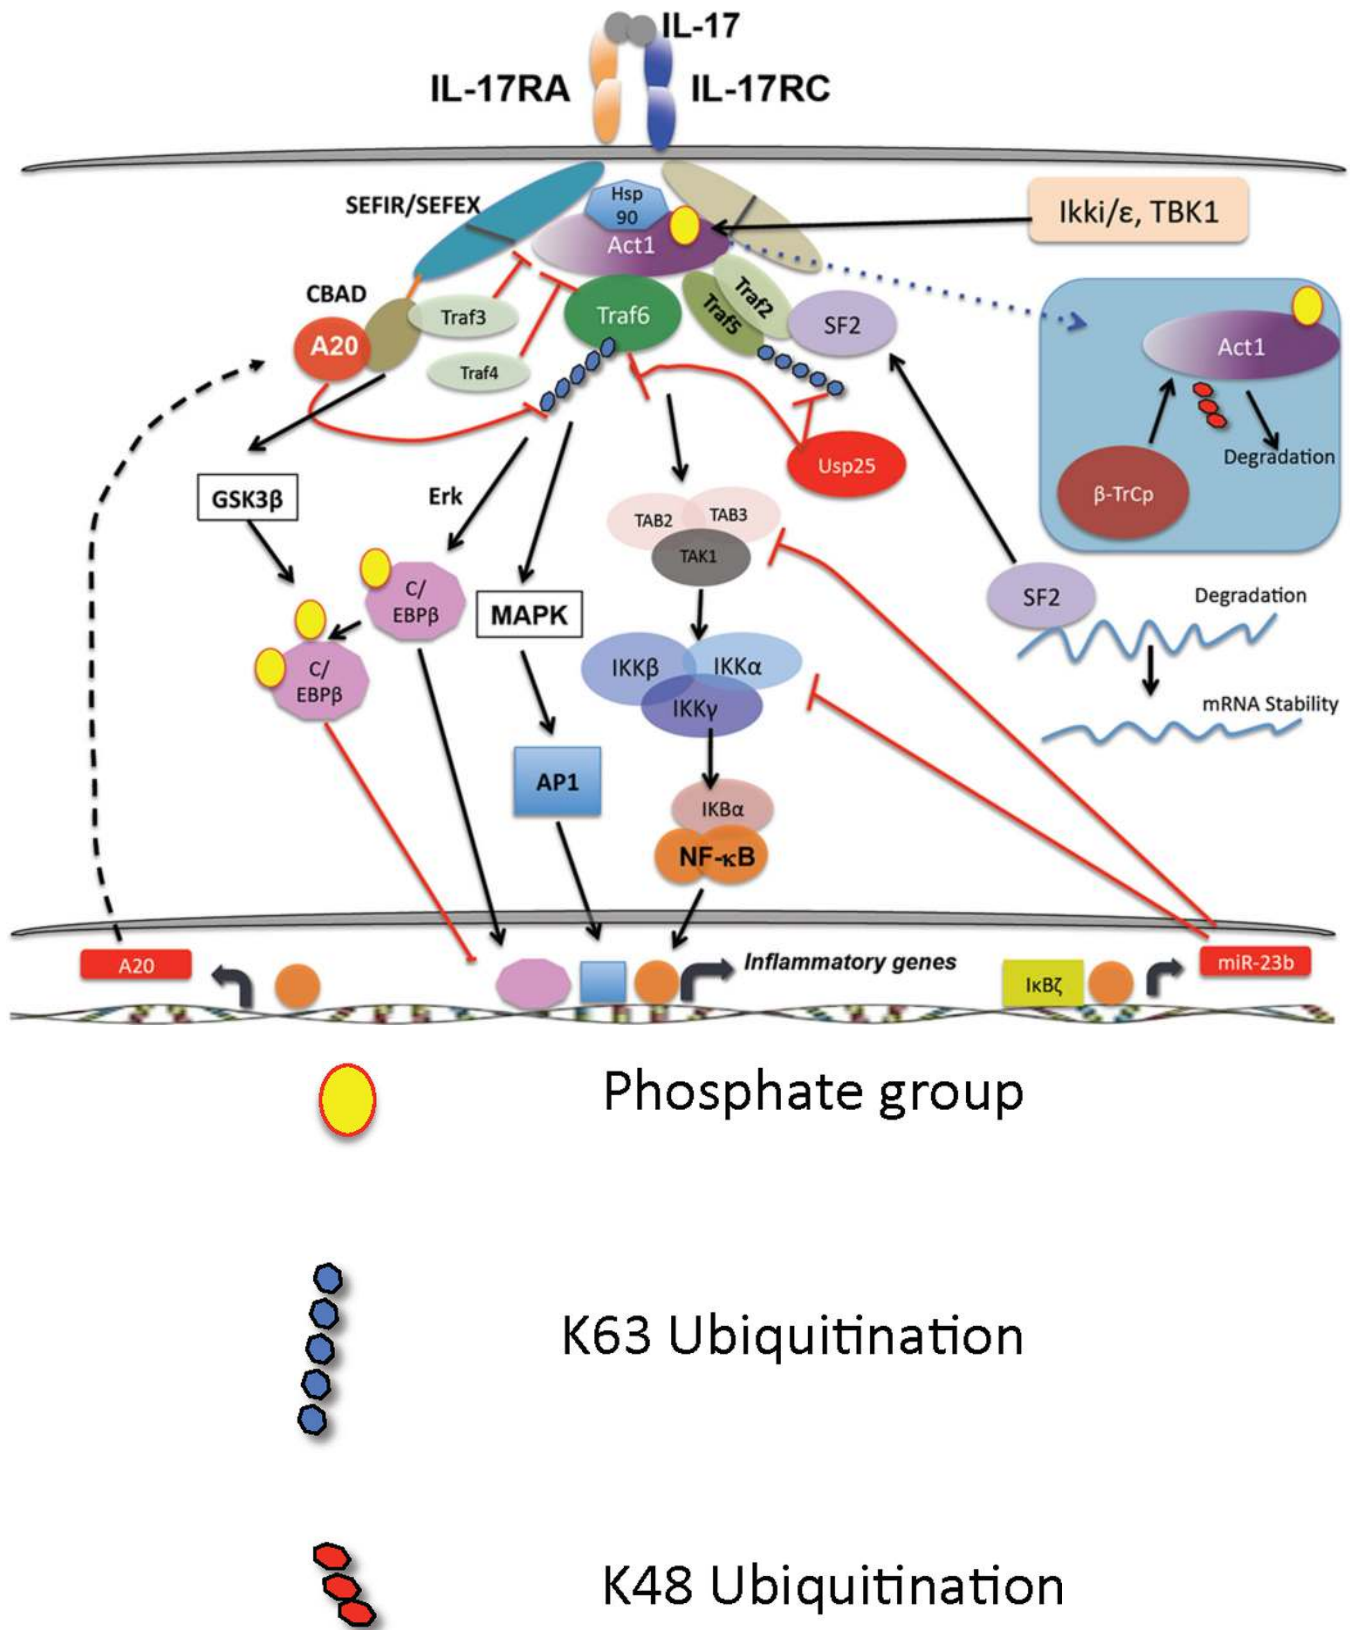 IL-17
IL-17RA
IL-17RC
SEFIR/SEFEX
Hsp
90
Act1
Ikki/ε, TBK1
CBAD
A20
Traf3
Traf4
Traf6
Traf5
Traf2
SF2
Act1
β-TrCp
Degradation
Usp25
GSK3β
Erk
TAB2
TAB3
TAK1
C/
EBPβ
MAPK
C/
EBPβ
IKKβ
IKKα
IKKγ
SF2
Degradation
mRNA Stability
AP1
IKBα
NF-κB
A20
Inflammatory genes
IκBζ
miR-23b
Phosphate group
K63 Ubiquitination
K48 Ubiquitination